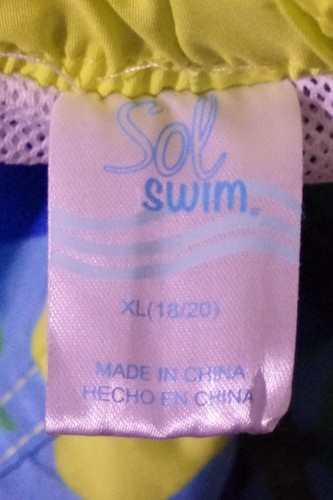 Sol
SWIM
XL(18/20)
MADE IN CHINA
HECHO EN CHINA